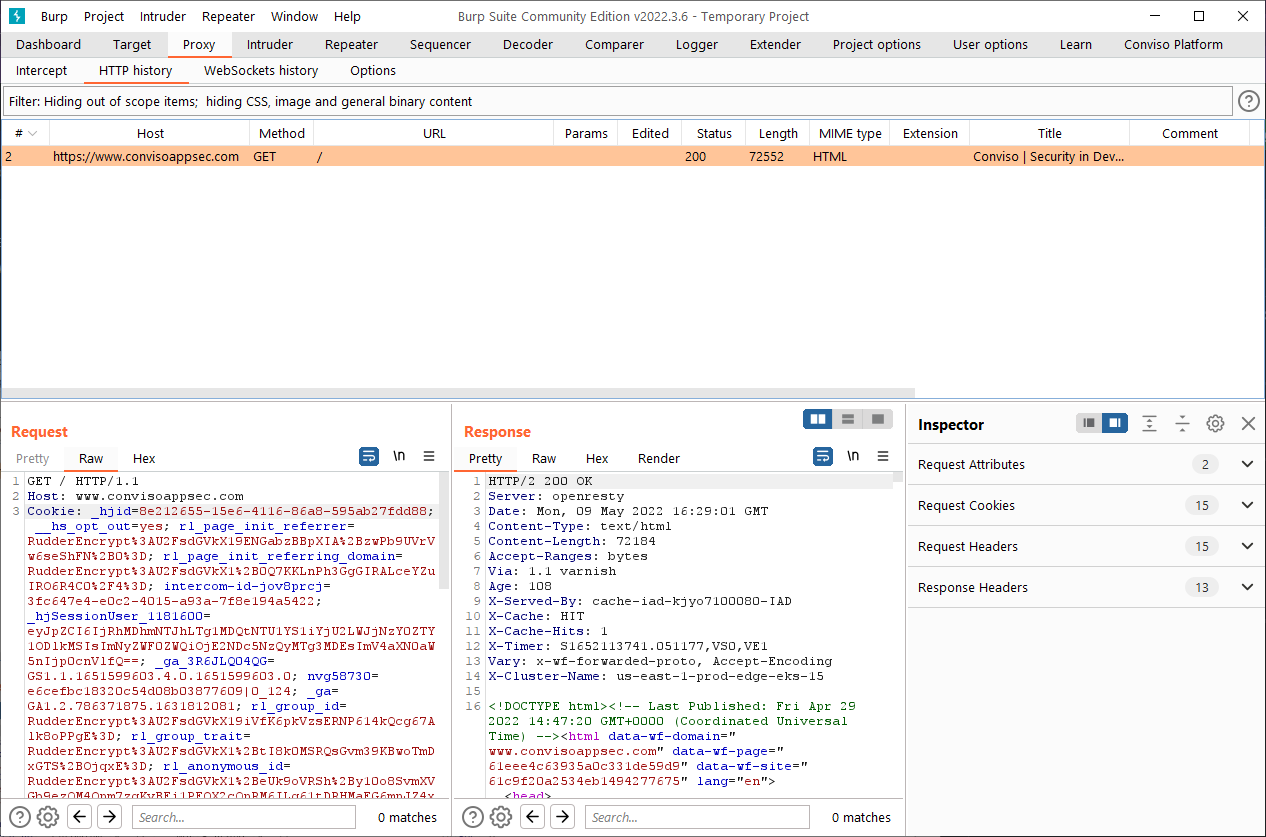 Burp Project Intruder Repeater Window Help Burp Suite Community Edition v2022.3.6 - Temporary Project
Dashboard Target Proxy Intruder Repeater Sequencer Decoder Comparer Logger Extender Project options User options Learn Conviso Platform
Intercept HTTP history WebSockets history Options
Filter: Hiding out of scope items; hiding CSS, image and general binary content
# Host Method URL Params Edited Status Length MIME type Extension Title Comment
2 https://www.convisoappsec.com GET / 200 72552 HTML Conviso | Security in Dev...
Request
Pretty Raw Hex \n
1 GET / HTTP/1.1
2 Host: www.convisoappsec.com
3 Cookie: _hjid=8e212655-15e6-4116-86a8-595ab27fdd88;
__hs_opt_out=yes; rl_page_init_referrer=
RudderEncrypt%3AU2FsdGVkX19ENGabzBBpXIA%2BzwPb9UVrV
w6seShFN%2B0%3D; rl_page_init_referring_domain=
RudderEncrypt%3AU2FsdGVkX1%2B0Q7KKLnPh3GgGIRALceYZu
IRO6R4C0%2F4%3D; intercom-id-jov8prcj=
3fc647e4-e0c2-4015-a93a-7f8e194a5422;
_hjSessionUser_1181600=
eyJpZCI6IjRhMDhmNTJhLTg1MDQtNTU1YS1iYjU2LWJjNzY0ZTY
1ODlkMSIsImNyZWF0ZWQiOjE2NDc5NzQyMTg3MDEsImV4aXN0aW
5nIjp0cnVlfQ==; _ga_3R6JLQ04QG=
GS1.1.1651599603.4.0.1651599603.0; nvg58730=
e6cefbc18320c54d08b03877609|0_124; _ga=
GA1.2.786371875.1631812081; rl_group_id=
RudderEncrypt%3AU2FsdGVkX19iVfK6pkVzsERNP614kQcg67A
1k8oPPgE%3D; rl_group_trait=
RudderEncrypt%3AU2FsdGVkX1%2BtI8k0MSRQsGvm39KBwoTmD
xGTS%2BOjqxE%3D; rl_anonymous_id=
RudderEncrypt%3AU2FsdGVkX1%2BeUk9oVRSh%2By10o8SvmXV
Search... 0 matches
Response
Pretty Raw Hex Render \n
1 HTTP/2 200 OK
2 Server: openresty
3 Date: Mon, 09 May 2022 16:29:01 GMT
4 Content-Type: text/html
5 Content-Length: 72184
6 Accept-Ranges: bytes
7 Via: 1.1 varnish
8 Age: 108
9 X-Served-By: cache-iad-kjyo7100080-IAD
10 X-Cache: HIT
11 X-Cache-Hits: 1
12 X-Timer: S1652113741.051177,VS0,VE1
13 Vary: x-wf-forwarded-proto, Accept-Encoding
14 X-Cluster-Name: us-east-1-prod-edge-eks-15
15
16 <!DOCTYPE html><!-- Last Published: Fri Apr 29
2022 14:47:20 GMT+0000 (Coordinated Universal
Time) --><html data-wf-domain="
www.convisoappsec.com" data-wf-page="
61eee4c63935a0c331de59d9" data-wf-site="
61c9f20a2534eb1494277675" lang="en">
<head>
Search... 0 matches
Inspector
Request Attributes 2
Request Cookies 15
Request Headers 15
Response Headers 13